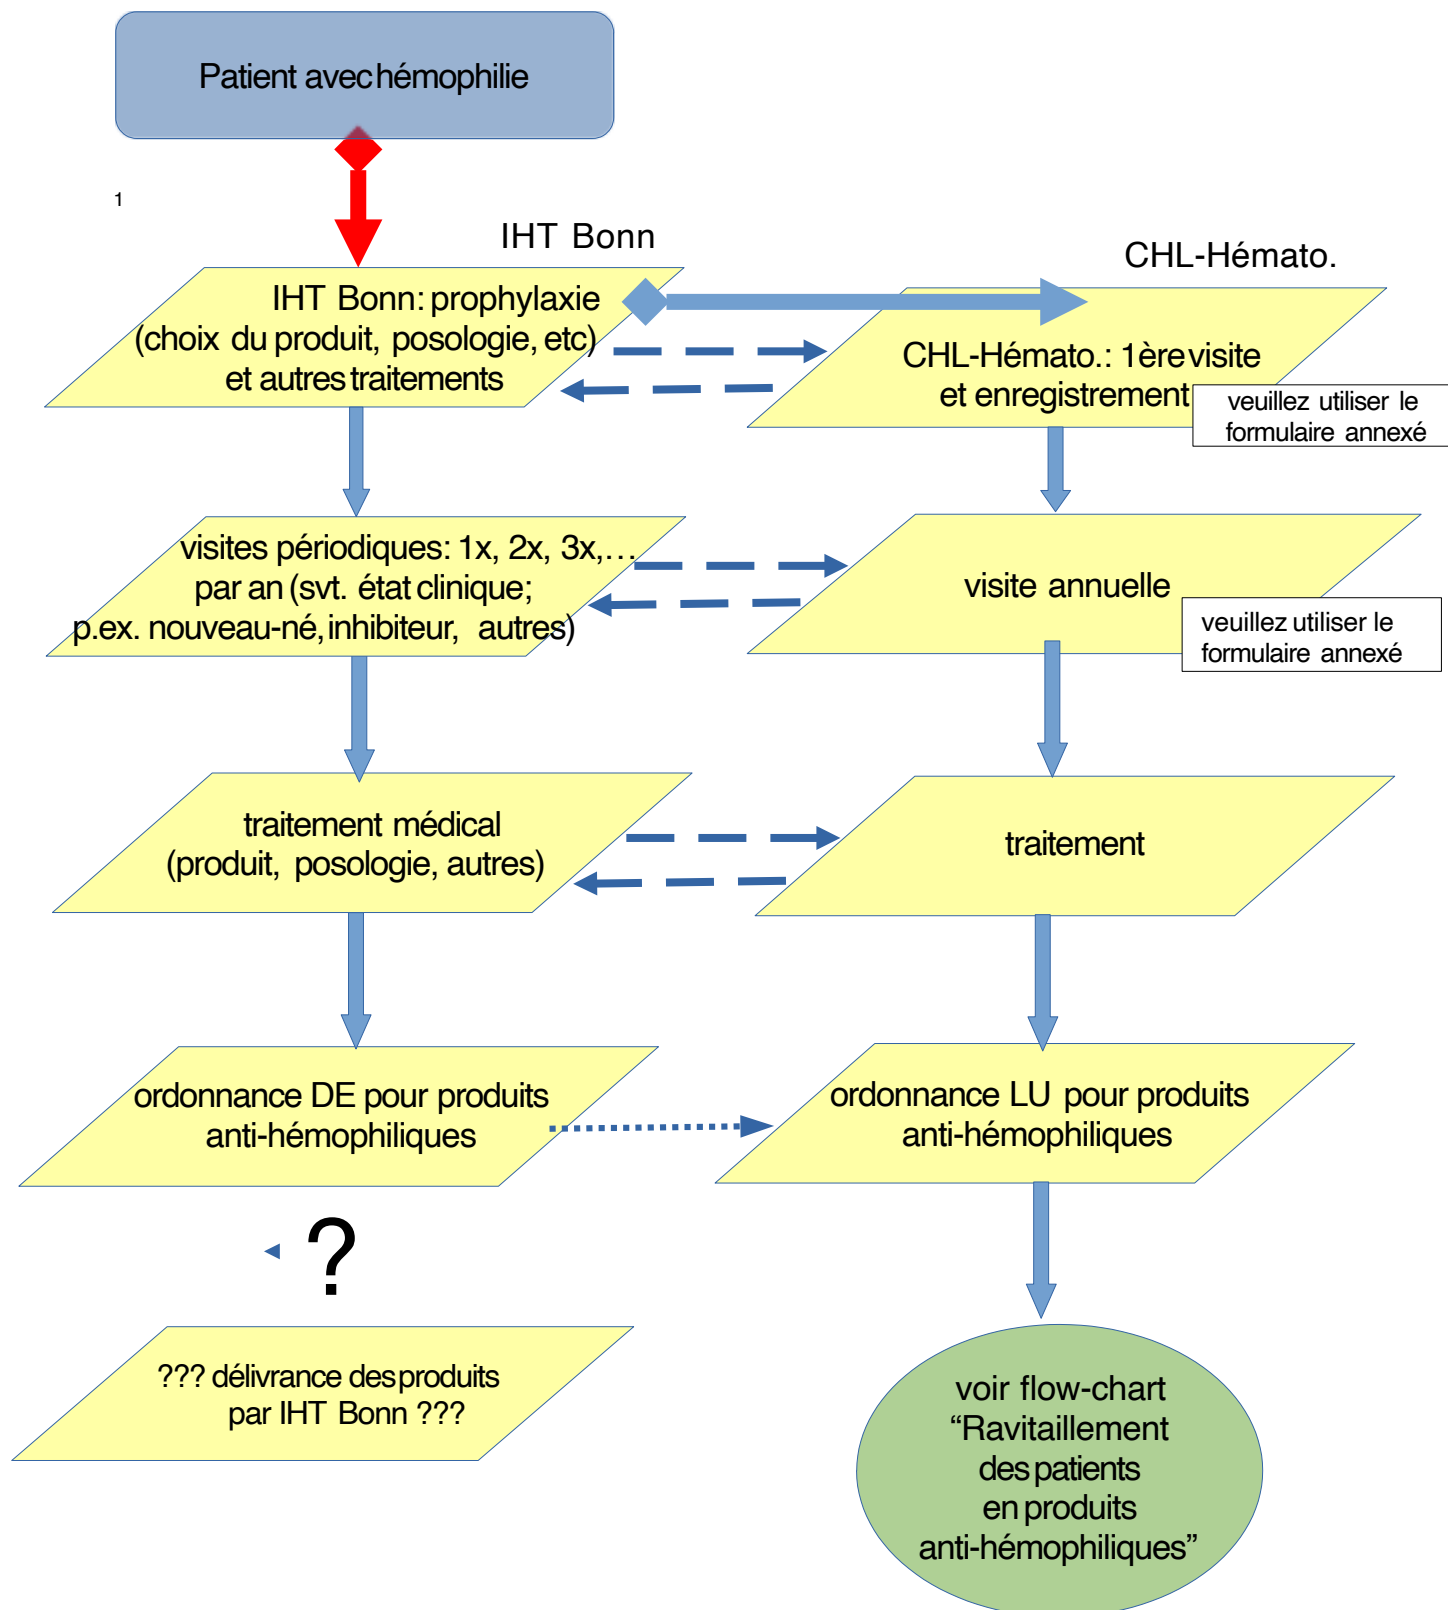 Patient avec hémophilie
1
IHT Bonn
CHL-Hémato.
IHT Bonn: prophylaxie
(choix du produit, posologie, etc)
et autres traitements
CHL-Hémato.: 1ère visite
et enregistrement
veuillez utiliser le
formulaire annexé
visites périodiques: 1x, 2x, 3x,…
par an (svt. état clinique;
p.ex. nouveau-né, inhibiteur, autres)
visite annuelle
veuillez utiliser le
formulaire annexé
traitement médical
(produit, posologie, autres)
traitement
ordonnance DE pour produits
anti-hémophiliques
ordonnance LU pour produits
anti-hémophiliques
?
??? délivrance des produits
par IHT Bonn ???
voir flow-chart
“Ravitaillement
des patients
en produits
anti-hémophiliques”